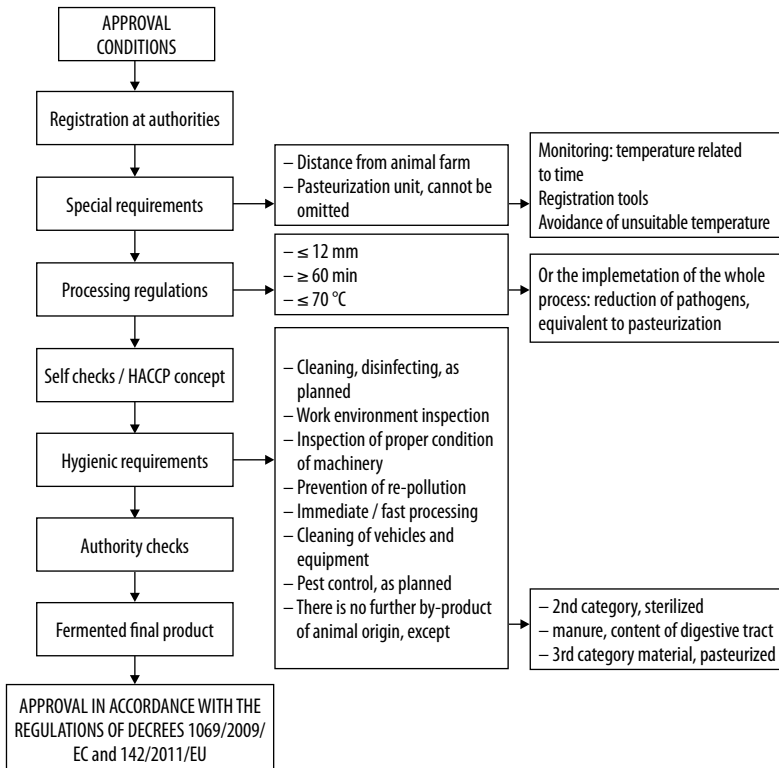 APPROVAL
CONDITIONS
Registration at authorities
Special requirements
– Distance from animal farm
– Pasteurization unit, cannot be
omitted
Monitoring: temperature related
to time
Registration tools
Avoidance of unsuitable temperature
Processing regulations
– ≤ 12 mm
– ≥ 60 min
– ≤ 70 °C
Or the implemetation of the whole
process: reduction of pathogens,
equivalent to pasteurization
Self checks / HACCP concept
Hygienic requirements
– Cleaning, disinfecting, as
planned
– Work environment inspection
– Inspection of proper condition
of machinery
– Prevention of re-pollution
– Immediate / fast processing
– Cleaning of vehicles and
equipment
– Pest control, as planned
– There is no further by-product
of animal origin, except
– 2nd category, sterilized
– manure, content of digestive tract
– 3rd category material, pasteurized
Authority checks
Fermented final product
APPROVAL IN ACCORDANCE WITH THE
REGULATIONS OF DECREES 1069/2009/
EC and 142/2011/EU